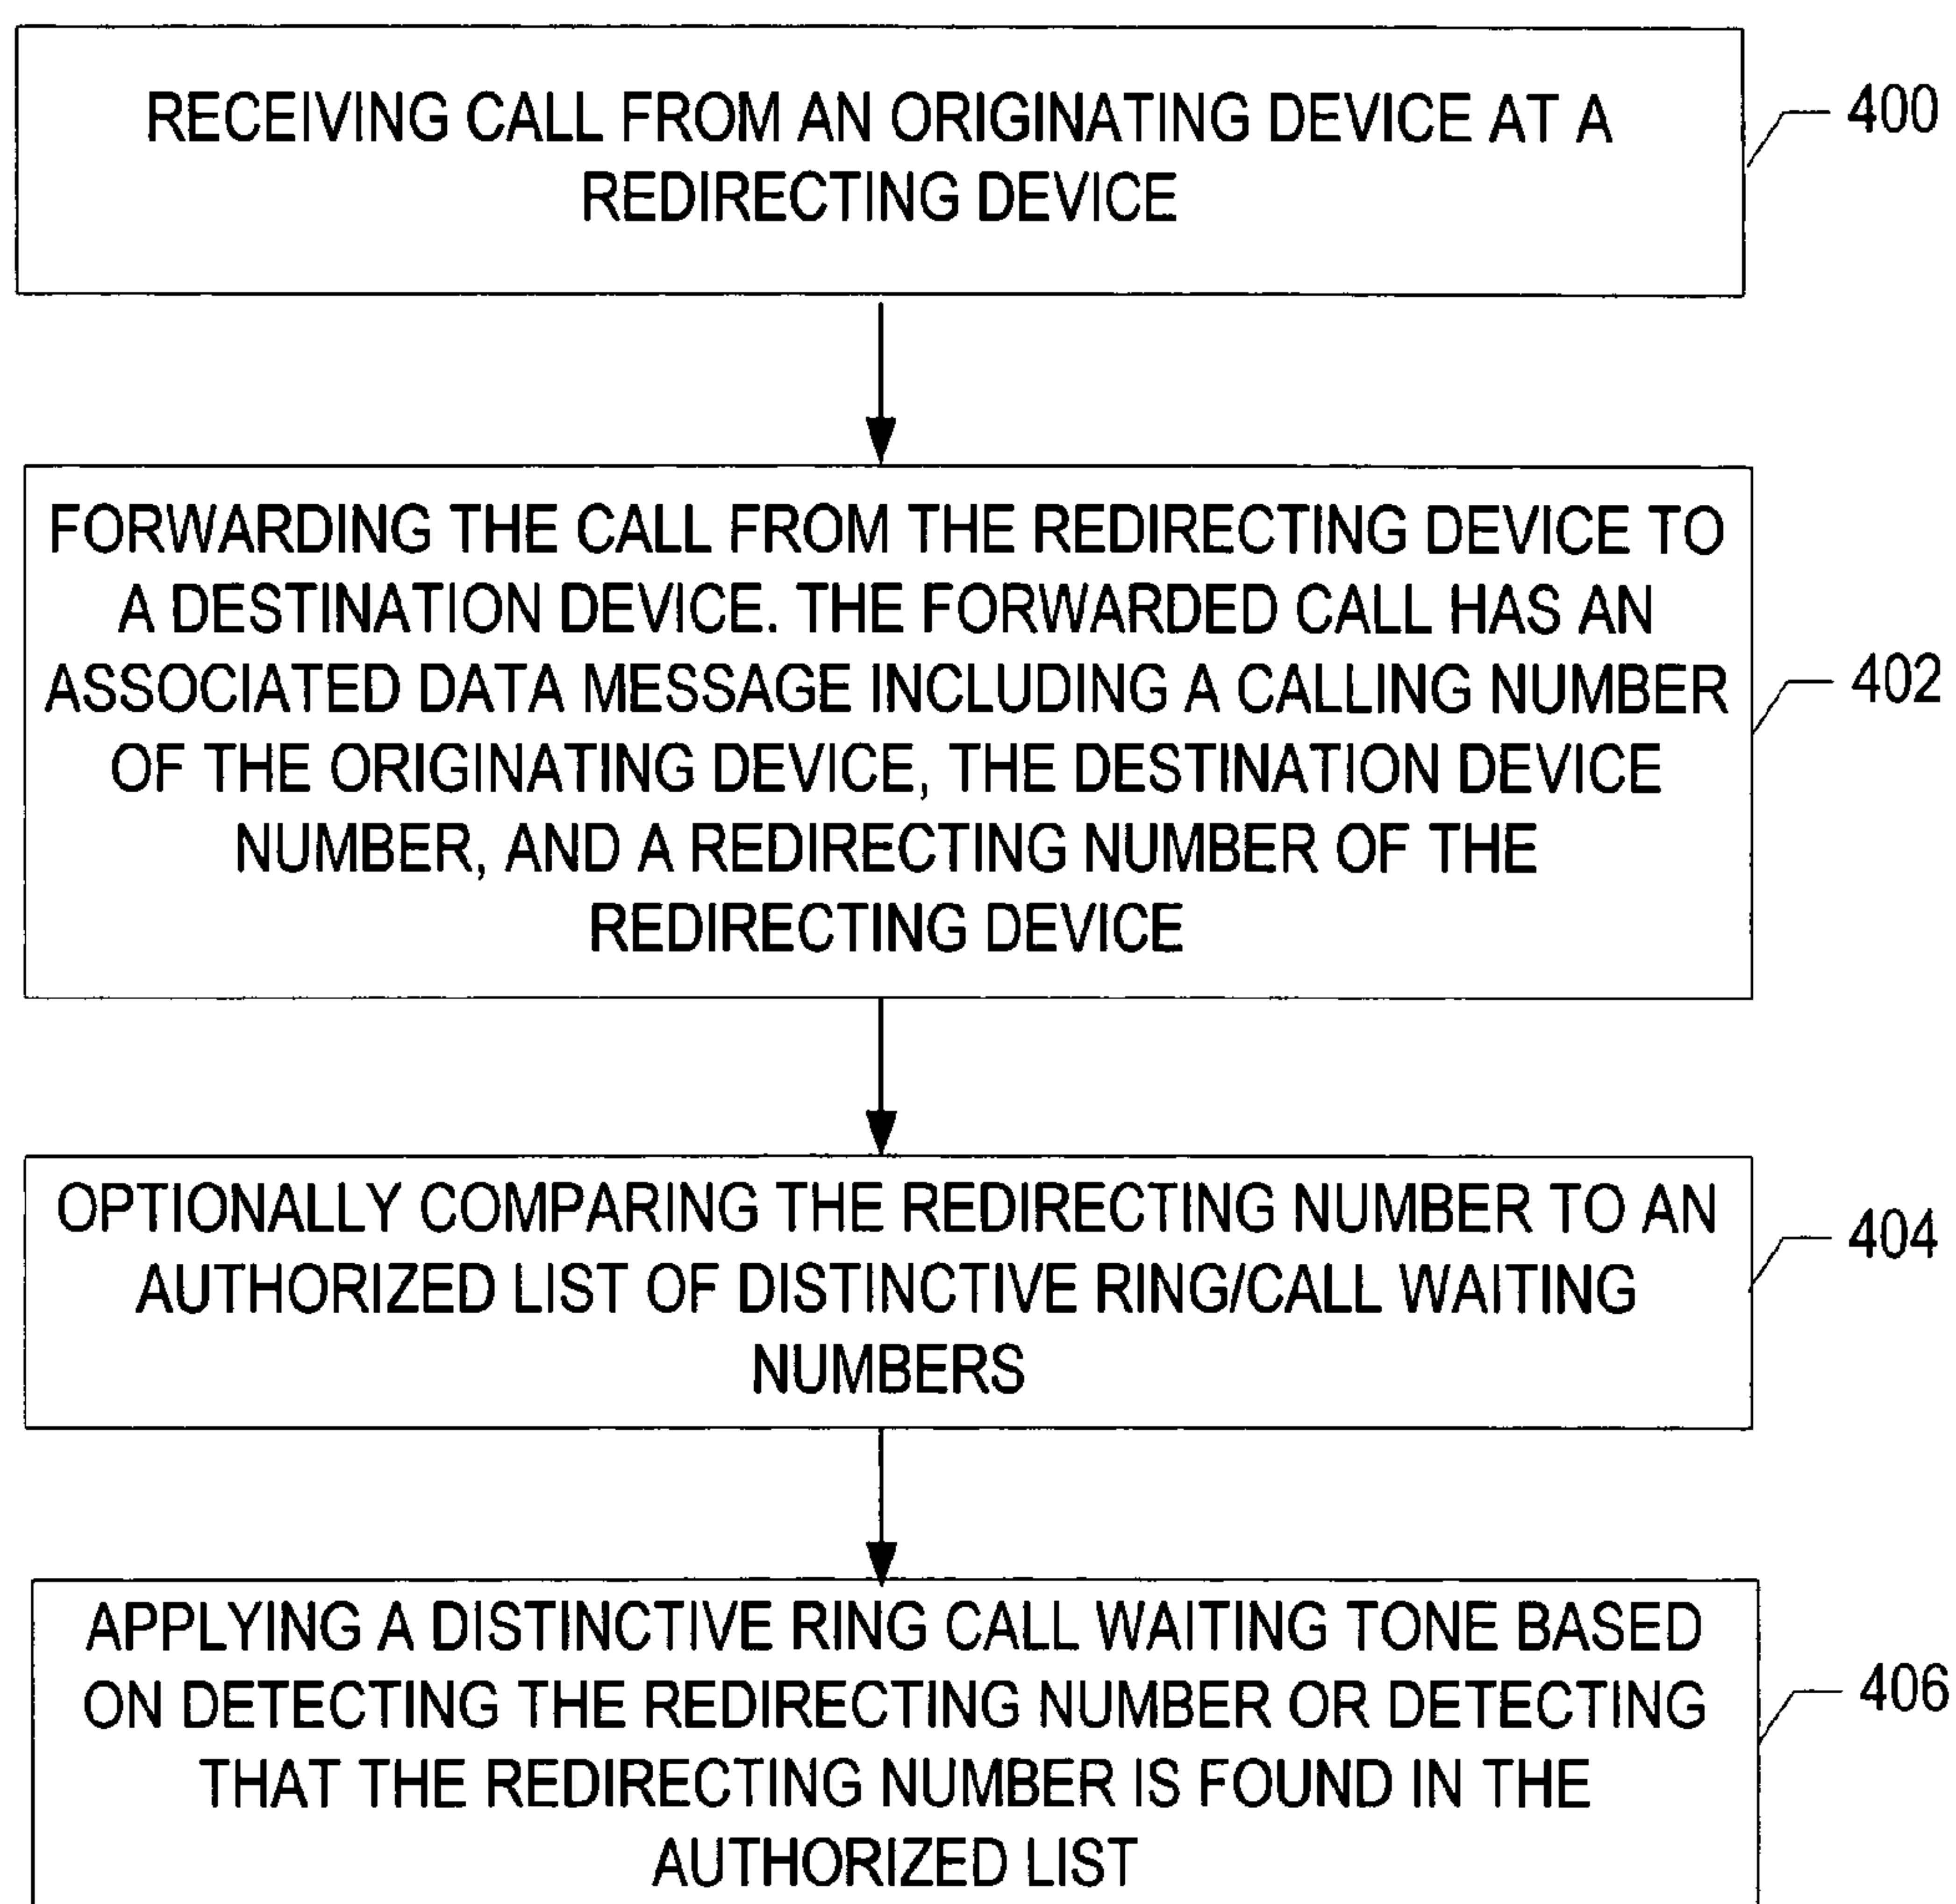 RECEIVING CALL FROM AN ORIGINATING DEVICE AT A
REDIRECTING DEVICE
400
FORWARDING THE CALL FROM THE REDIRECTING DEVICE TO
A DESTINATION DEVICE. THE FORWARDED CALL HAS AN
ASSOCIATED DATA MESSAGE INCLUDING A CALLING NUMBER
OF THE ORIGINATING DEVICE, THE DESTINATION DEVICE
NUMBER, AND A REDIRECTING NUMBER OF THE
REDIRECTING DEVICE
402
OPTIONALLY COMPARING THE REDIRECTING NUMBER TO AN
AUTHORIZED LIST OF DISTINCTIVE RING/CALL WAITING
NUMBERS
404
APPLYING A DISTINCTIVE RING CALL WAITING TONE BASED
ON DETECTING THE REDIRECTING NUMBER OR DETECTING
THAT THE REDIRECTING NUMBER IS FOUND IN THE
AUTHORIZED LIST
406